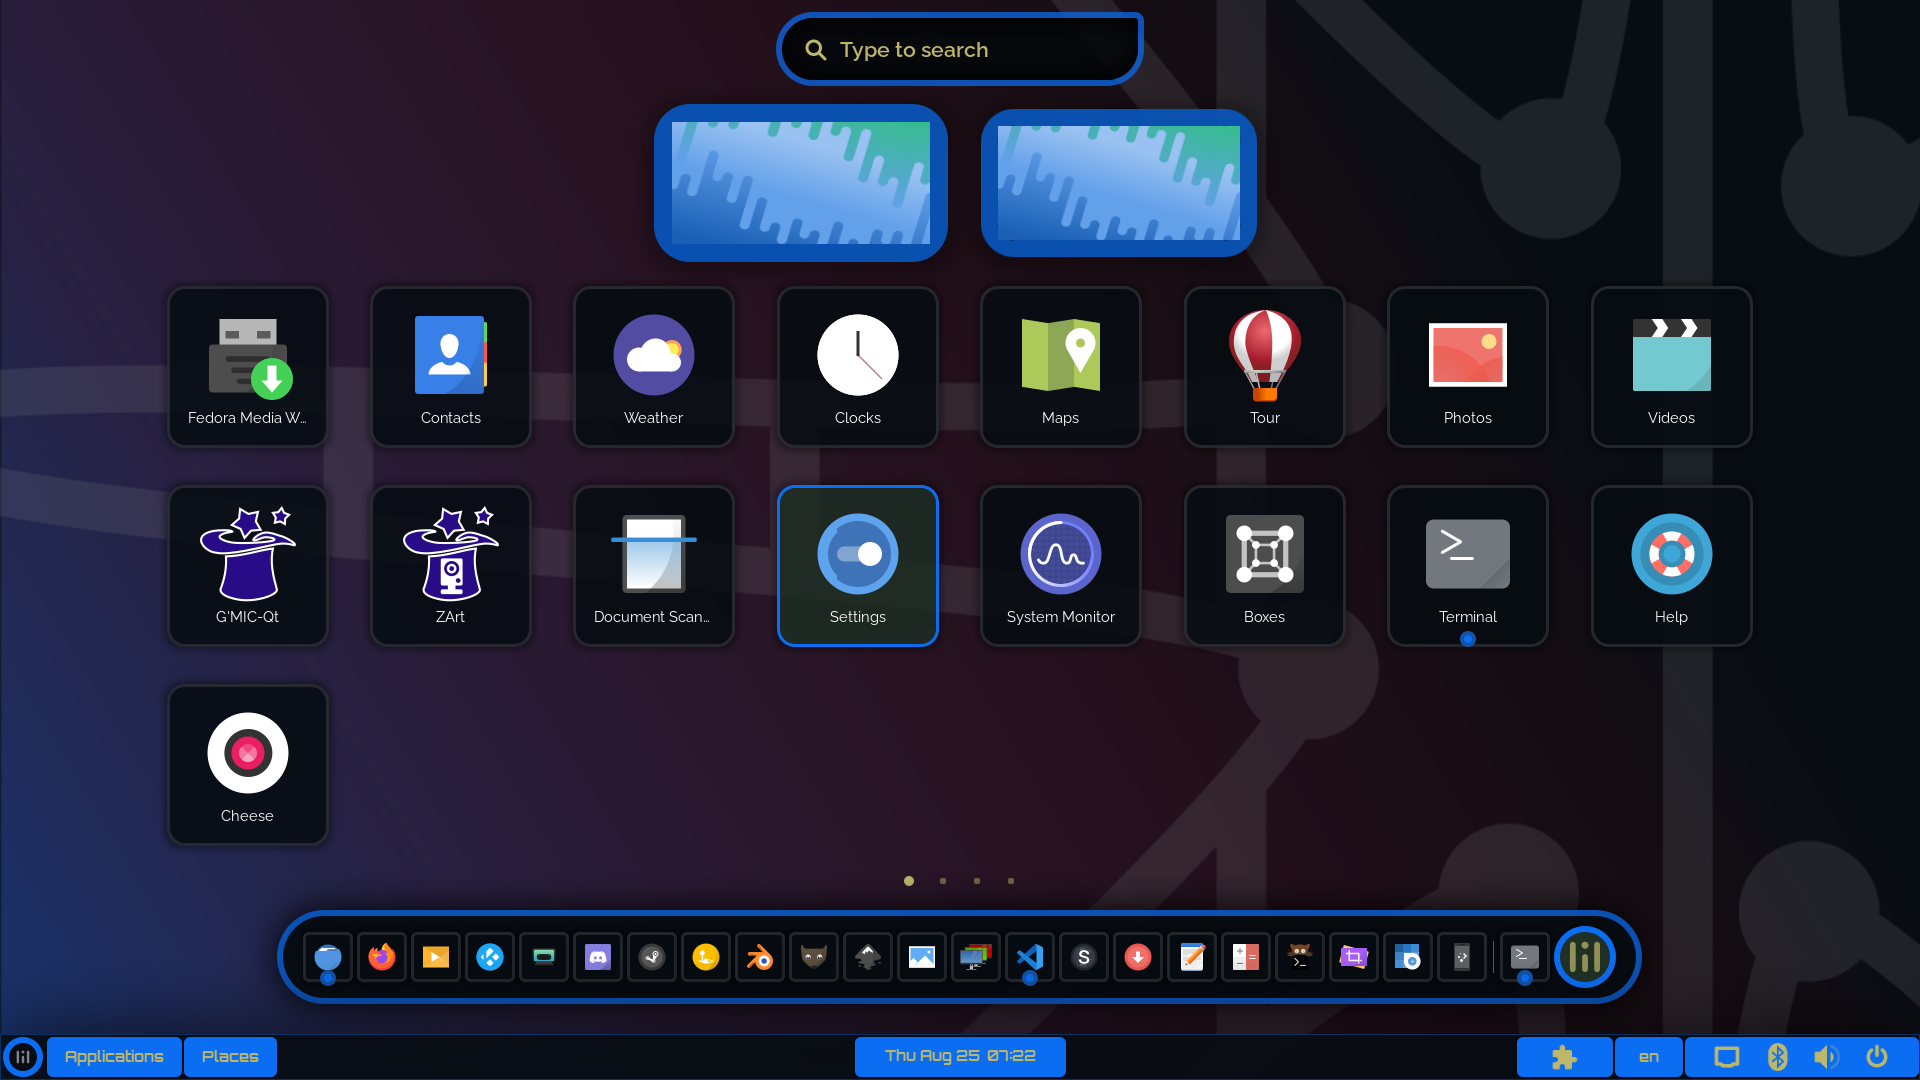 Type to search
Fedora Media W...
Contacts
Weather
Clocks
Maps
Tour
Photos
Videos
G'MIC-Qt
ZArt
Document Scan...
Settings
System Monitor
Boxes
Terminal
Help
Cheese
Applications
Places
Thu Aug 25 07:22
en